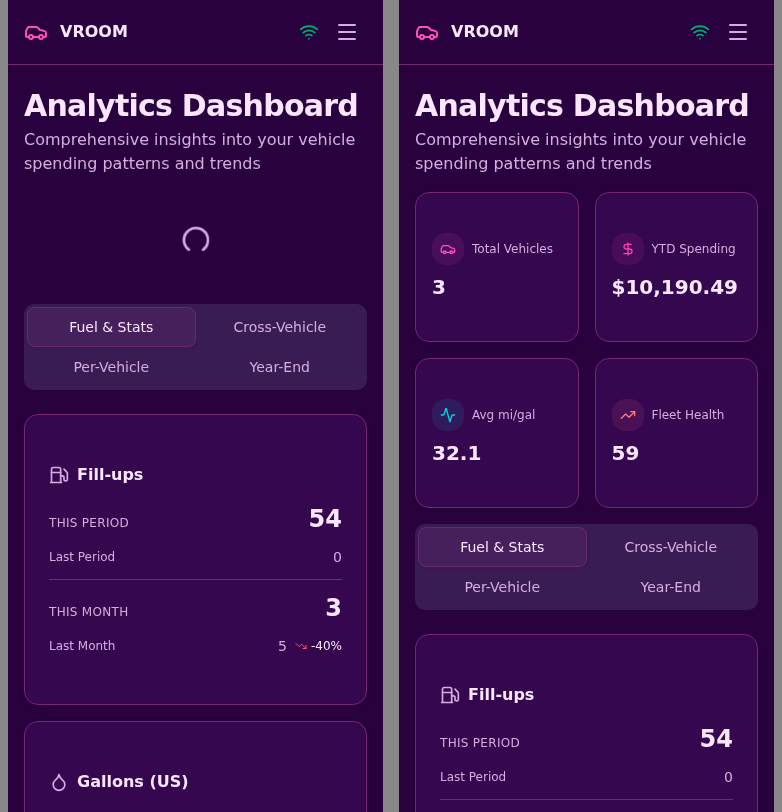 VROOM
Analytics Dashboard
Comprehensive insights into your vehicle
spending patterns and trends
Fuel & Stats
Cross-Vehicle
Per-Vehicle
Year-End
Fill-ups
THIS PERIOD 54
Last Period 0
THIS MONTH 3
Last Month 5 -40%
Gallons (US)
VROOM
Analytics Dashboard
Comprehensive insights into your vehicle
spending patterns and trends
Total Vehicles
3
YTD Spending
$10,190.49
Avg mi/gal
32.1
Fleet Health
59
Fuel & Stats
Cross-Vehicle
Per-Vehicle
Year-End
Fill-ups
THIS PERIOD 54
Last Period 0